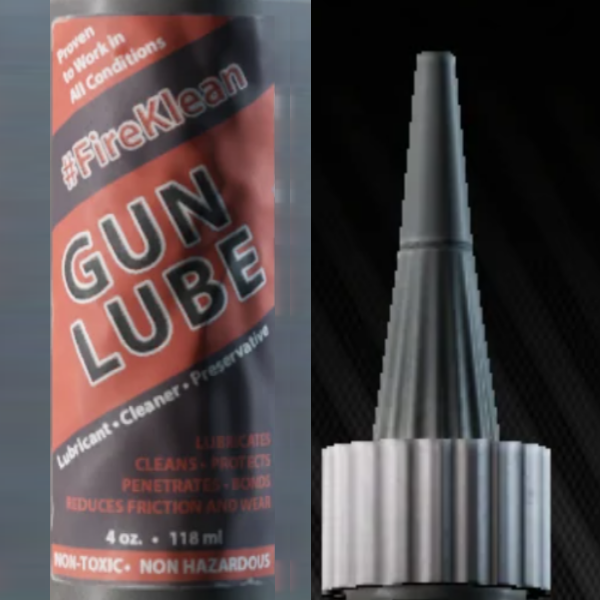 Proven
to Work in
All Conditions
#FireKlean
GUN
LUBE
Lubricant • Cleaner • Preservative
LUBRICATES
CLEANS • PROTECTS
PENETRATES • BONDS
REDUCES FRICTION AND WEAR
4 oz. • 118 ml
NON-TOXIC • NON HAZARDOUS